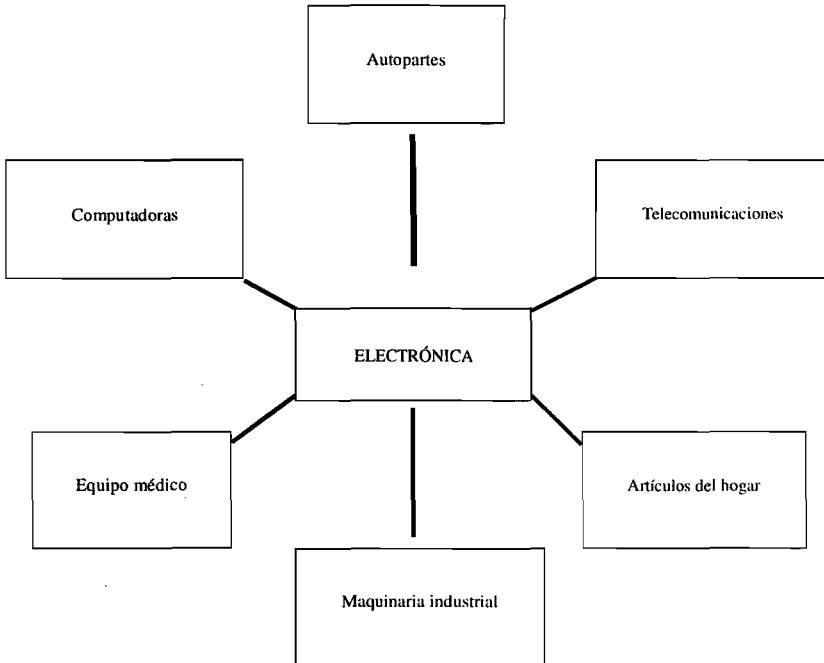 Autopartes
Computadoras
Telecomunicaciones
ELECTRÓNICA
Equipo médico
Artículos del hogar
Maquinaria industrial